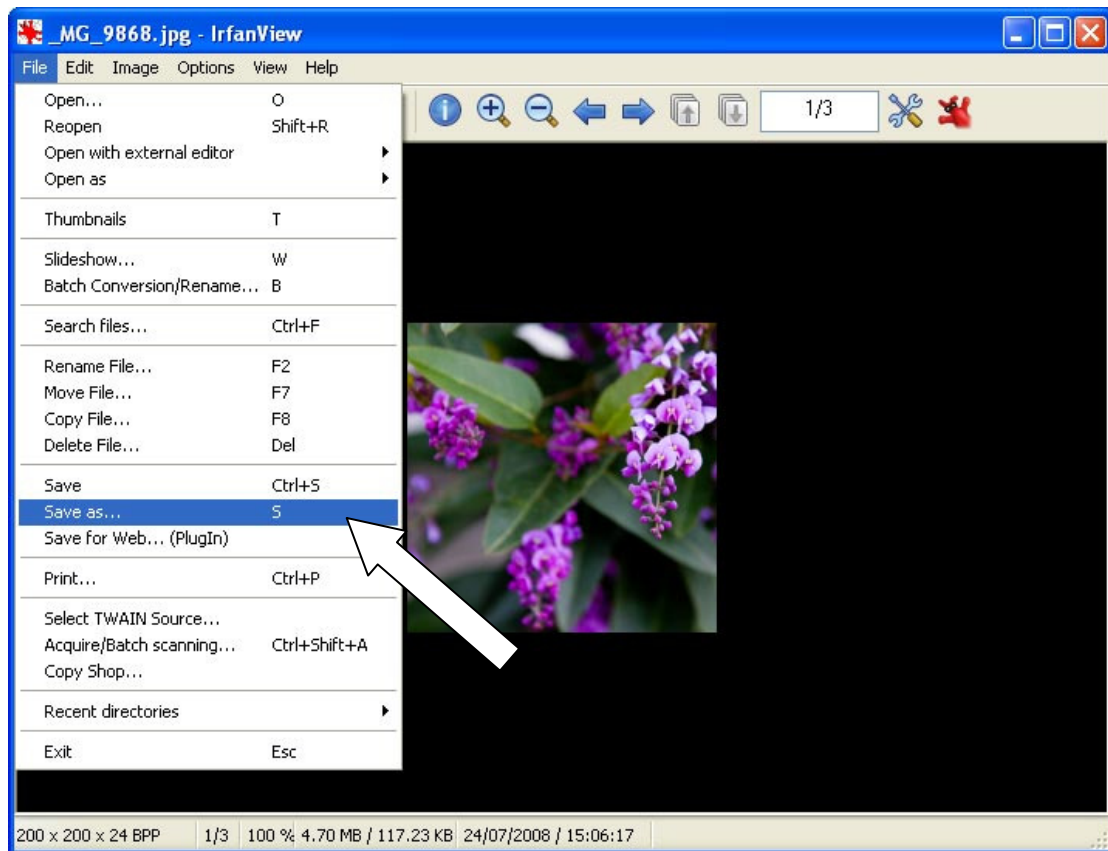 _MG_9868.jpg - IrfanView
File Edit Image Options View Help
1/3
Open... O
Reopen Shift+R
Open with external editor
Open as
Thumbnails T
Slideshow... W
Batch Conversion/Rename... B
Search files... Ctrl+F
Rename File... F2
Move File... F7
Copy File... F8
Delete File... Del
Save Ctrl+S
Save as... S
Save for Web... (PlugIn)
Print... Ctrl+P
Select TWAIN Source...
Acquire/Batch scanning... Ctrl+Shift+A
Copy Shop...
Recent directories
Exit Esc
200 x 200 x 24 BPP 1/3 100 % 4.70 MB / 117.23 KB 24/07/2008 / 15:06:17